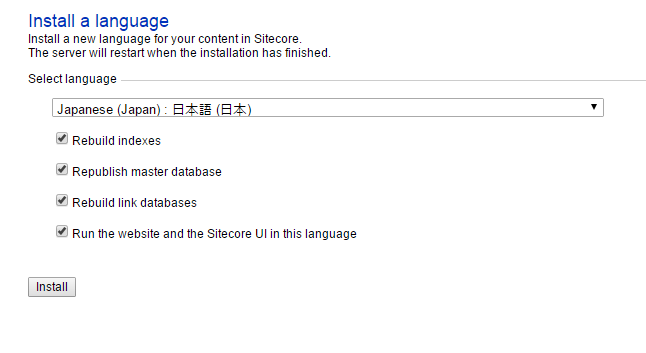 Install a language
Install a new language for your content in Sitecore.
The server will restart when the installation has finished.
Select language
Japanese (Japan) : 日本語 (日本)
Rebuild indexes
Republish master database
Rebuild link databases
Run the website and the Sitecore UI in this language
Install